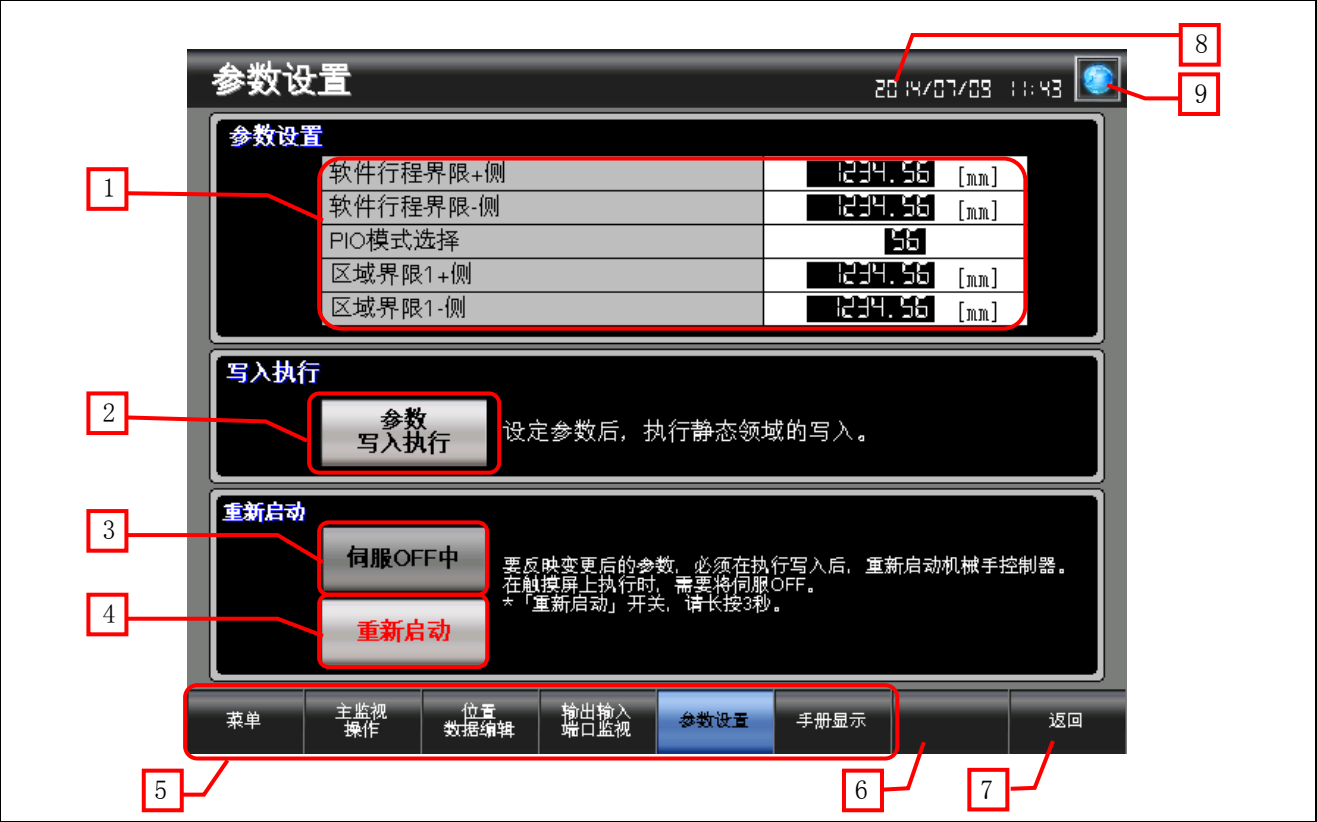 8
参数设置
2014/07/09 11:43
9
参数设置
1
软件行程界限+侧 1234.56 [mm]
软件行程界限-侧 1234.56 [mm]
PIO模式选择 56
区域界限1+侧 1234.56 [mm]
区域界限1-侧 1234.56 [mm]
写入执行
2
参数
写入执行
设定参数后，执行静态领域的写入。
重新启动
3
伺服OFF中
要反映变更后的参数，必须在执行写入后，重新启动机械手控制器。
在触摸屏上执行时，需要将伺服OFF。
*「重新启动」开关，请长按3秒。
4
重新启动
菜单
主监视
操作
位置
数据编辑
输出输入
端口监视
参数设置
手册显示
返回
5
6
7